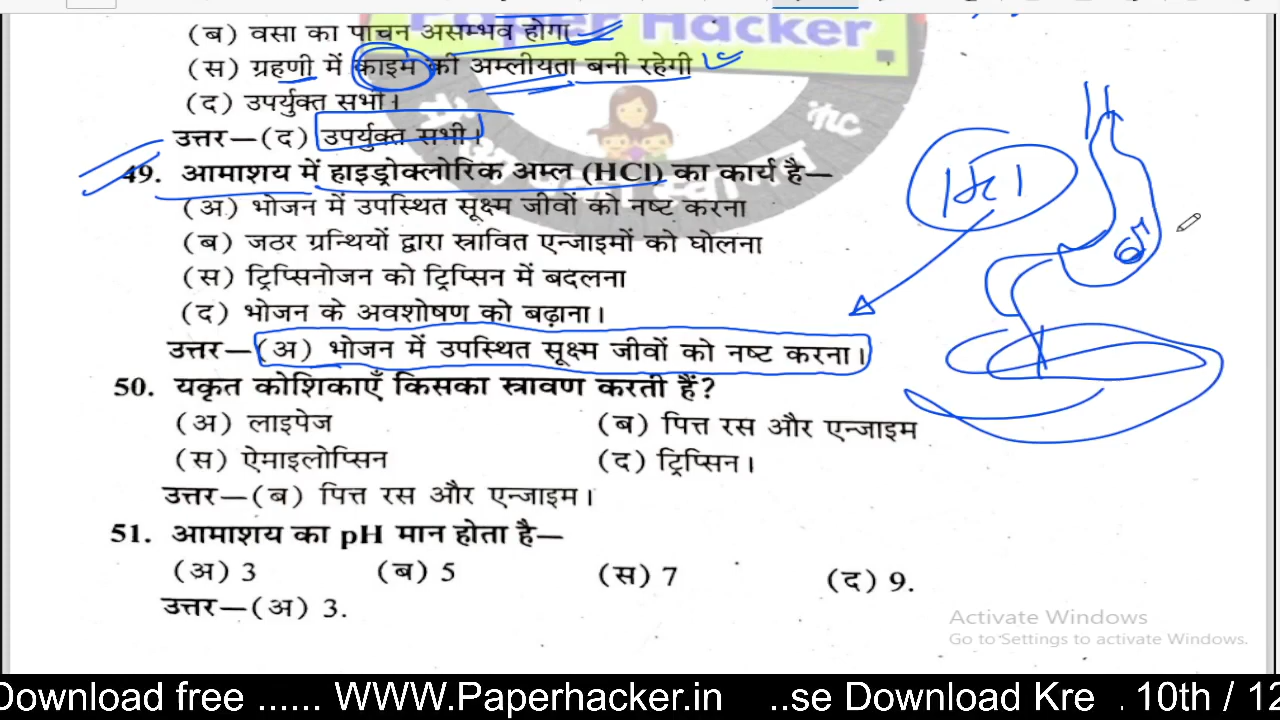 Paper Hacker
(ब) वसा का पाचन असम्भव होगा
(स) ग्रहणी में काइम की अम्लीयता बनी रहेगी
(द) उपर्युक्त सभी।
उत्तर—(द) उपर्युक्त सभी।
49. आमाशय में हाइड्रोक्लोरिक अम्ल (HCl) का कार्य है—
(अ) भोजन में उपस्थित सूक्ष्म जीवों को नष्ट करना
(ब) जठर ग्रन्थियों द्वारा स्रावित एन्जाइमों को घोलना
(स) ट्रिप्सिनोजन को ट्रिप्सिन में बदलना
(द) भोजन के अवशोषण को बढ़ाना।
उत्तर—(अ) भोजन में उपस्थित सूक्ष्म जीवों को नष्ट करना।
HCl
50. यकृत कोशिकाएँ किसका स्त्रावण करती हैं?
(अ) लाइपेज (ब) पित्त रस और एन्जाइम
(स) ऐमाइलोप्सिन (द) ट्रिप्सिन।
उत्तर—(ब) पित्त रस और एन्जाइम।
51. आमाशय का pH मान होता है—
(अ) 3 (ब) 5 (स) 7 (द) 9.
उत्तर—(अ) 3.
Activate Windows
Go to Settings to activate Windows.
Download free ...... WWW.Paperhacker.in ..se Download Kre . 10th / 12